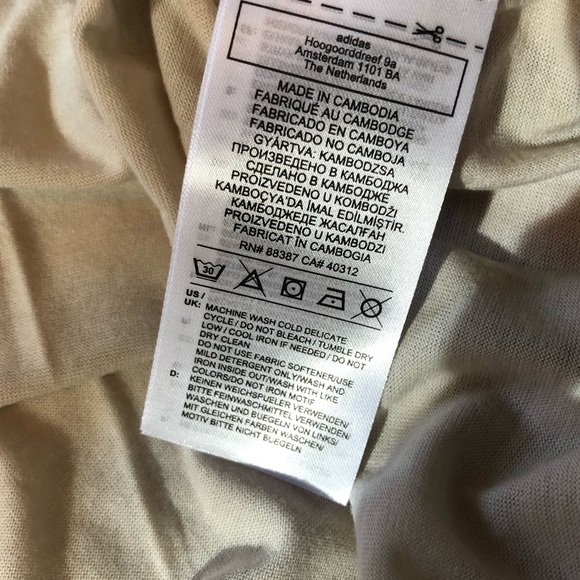 adidas
Hoogoorddreef 9a
Amsterdam 1101 BA
The Netherlands
MADE IN CAMBODIA
FABRIQUÉ AU CAMBODGE
FABRICADO EN CAMBOYA
FABRICADO NO CAMBOJA
GYÁRTVA: KAMBODZSA
ПРОИЗВЕДЕНО В КАМБОДЖА
СДЕЛАНО В КАМБОДЖЕ
PROIZVEDENO U KOMBODŽI
KAMBOÇYA'DA İMAL EDİLMİŞTİR.
КАМБОДЖЕДЕ ЖАСАЛҒАН
PROIZVEDENO U KAMBODZI
FABRICAT ÎN CAMBOGIA
RN# 88387 CA# 40312
30
US /
UK: MACHINE WASH COLD DELICATE
CYCLE / DO NOT BLEACH / TUMBLE DRY
LOW / COOL IRON IF NEEDED / DO NOT
DRY CLEAN
DO NOT USE FABRIC SOFTENER/USE
MILD DETERGENT ONLY/WASH AND
IRON INSIDE OUT/WASH WITH LIKE
COLORS/DO NOT IRON MOTIF
D: KEINEN WEICHSPUELER VERWENDEN/
BITTE FEINWASCHMITTEL VERWENDEN/
WASCHEN UND BUEGELN VON LINKS/
MIT GLEICHEN FARBEN WASCHEN/
MOTIV BITTE NICHT BUEGELN